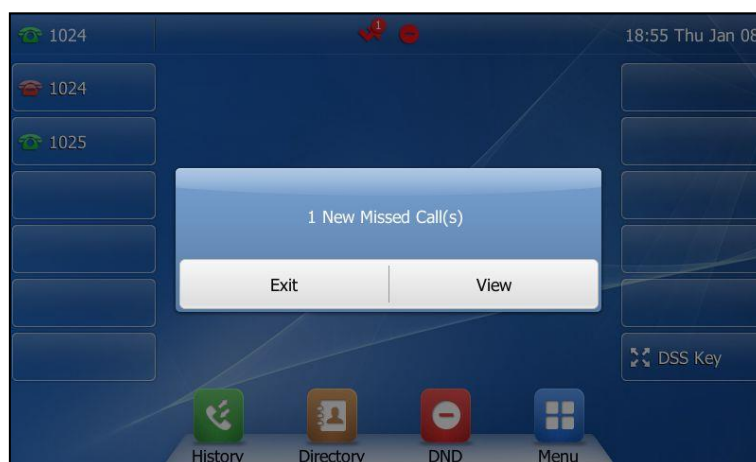 1024
1
18:55 Thu Jan 08
1024
1025
1 New Missed Call(s)
Exit
View
DSS Key
History
Directory
DND
Menu